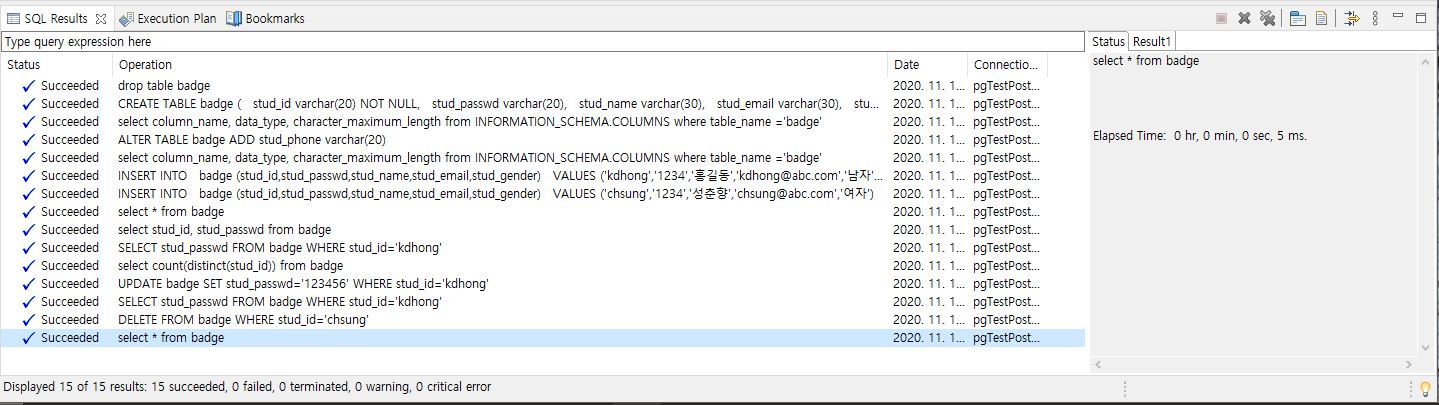 SQL Results Execution Plan Bookmarks
Type query expression here
Status Operation Date Connectio...
Succeeded drop table badge 2020. 11. 1... pgTestPost...
Succeeded CREATE TABLE badge ( stud_id varchar(20) NOT NULL, stud_passwd varchar(20), stud_name varchar(30), stud_email varchar(30), stu... 2020. 11. 1... pgTestPost...
Succeeded select column_name, data_type, character_maximum_length from INFORMATION_SCHEMA.COLUMNS where table_name ='badge' 2020. 11. 1... pgTestPost...
Succeeded ALTER TABLE badge ADD stud_phone varchar(20) 2020. 11. 1... pgTestPost...
Succeeded select column_name, data_type, character_maximum_length from INFORMATION_SCHEMA.COLUMNS where table_name ='badge' 2020. 11. 1... pgTestPost...
Succeeded INSERT INTO badge (stud_id,stud_passwd,stud_name,stud_email,stud_gender) VALUES ('kdhong','1234','홍길동','kdhong@abc.com','남자'... 2020. 11. 1... pgTestPost...
Succeeded INSERT INTO badge (stud_id,stud_passwd,stud_name,stud_email,stud_gender) VALUES ('chsung','1234','성춘향','chsung@abc.com','여자') 2020. 11. 1... pgTestPost...
Succeeded select * from badge 2020. 11. 1... pgTestPost...
Succeeded select stud_id, stud_passwd from badge 2020. 11. 1... pgTestPost...
Succeeded SELECT stud_passwd FROM badge WHERE stud_id='kdhong' 2020. 11. 1... pgTestPost...
Succeeded select count(distinct(stud_id)) from badge 2020. 11. 1... pgTestPost...
Succeeded UPDATE badge SET stud_passwd='123456' WHERE stud_id='kdhong' 2020. 11. 1... pgTestPost...
Succeeded SELECT stud_passwd FROM badge WHERE stud_id='kdhong' 2020. 11. 1... pgTestPost...
Succeeded DELETE FROM badge WHERE stud_id='chsung' 2020. 11. 1... pgTestPost...
Succeeded select * from badge 2020. 11. 1... pgTestPost...
Status Result1
select * from badge
Elapsed Time: 0 hr, 0 min, 0 sec, 5 ms.
Displayed 15 of 15 results: 15 succeeded, 0 failed, 0 terminated, 0 warning, 0 critical error